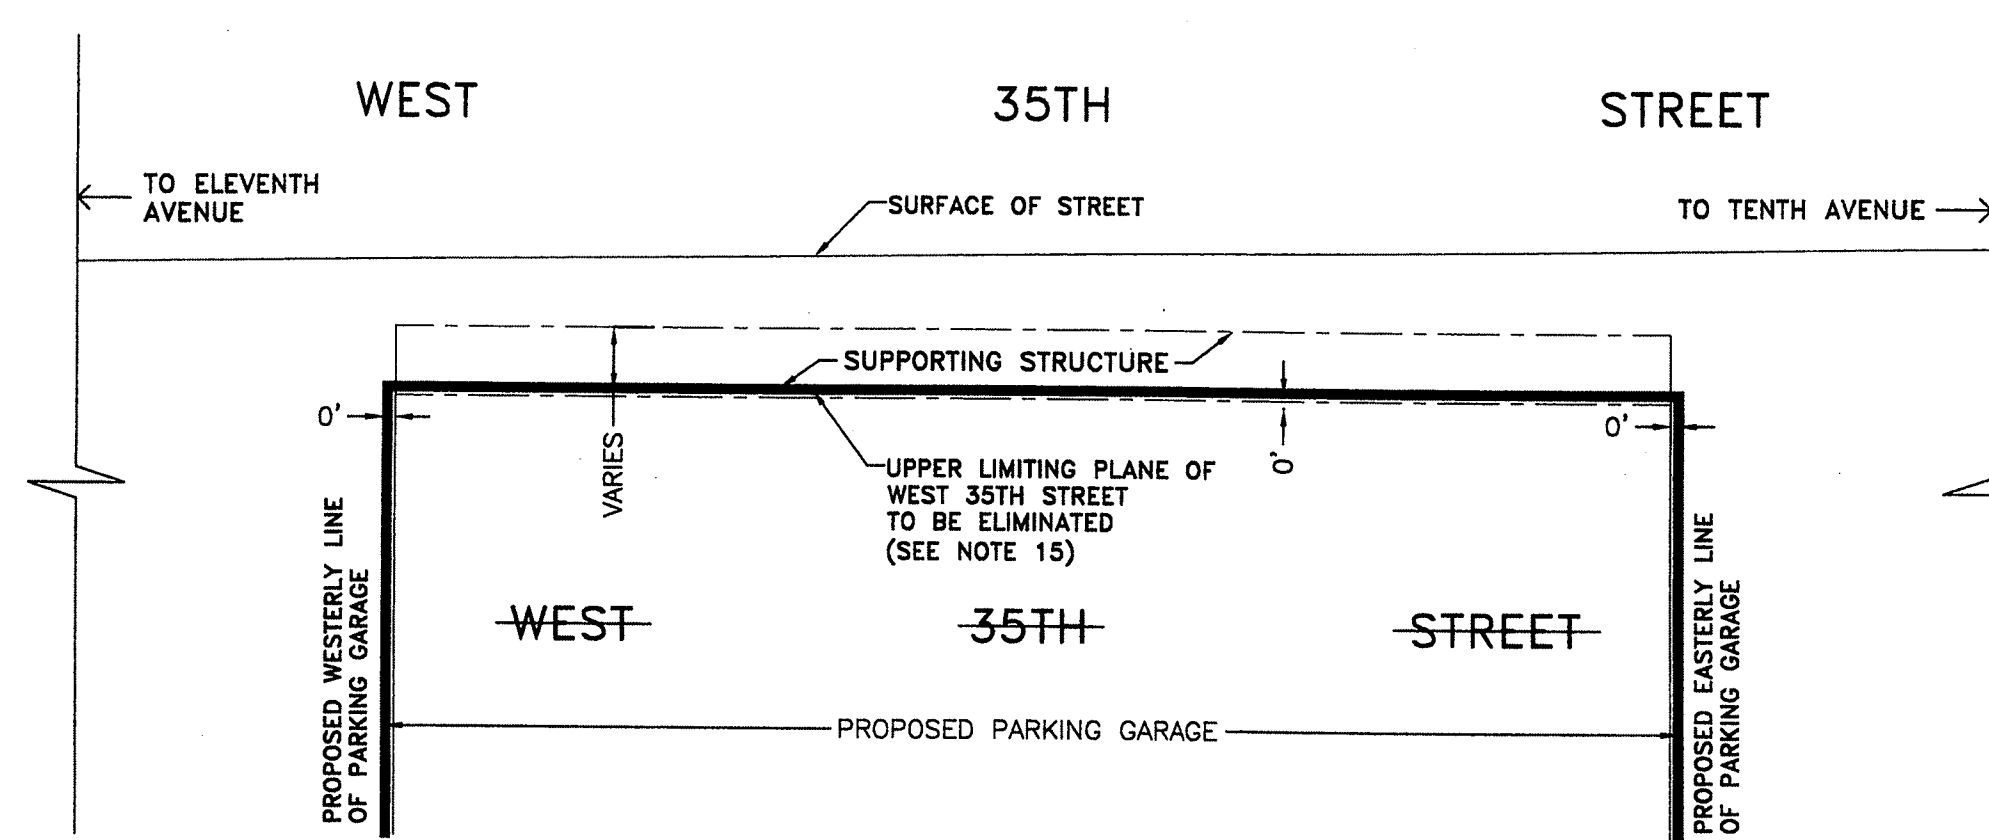 WEST 35TH STREET
TO ELEVENTH
AVENUE
SURFACE OF STREET
TO TENTH AVENUE
SUPPORTING STRUCTURE
0'
VARIES
0'
0'
UPPER LIMITING PLANE OF
WEST 35TH STREET
TO BE ELIMINATED
(SEE NOTE 15)
PROPOSED WESTERLY LINE
OF PARKING GARAGE
WEST 35TH STREET
PROPOSED PARKING GARAGE
PROPOSED EASTERLY LINE
OF PARKING GARAGE